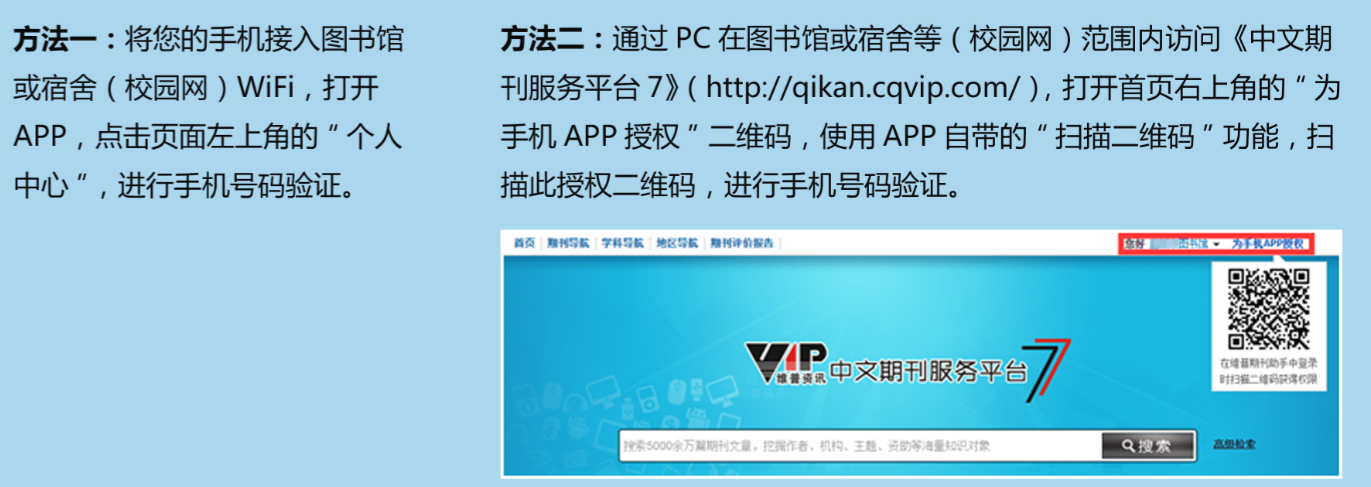 方法一：将您的手机接入图书馆
或宿舍（校园网）WiFi，打开
APP，点击页面左上角的“个人
中心”，进行手机号码验证。
方法二：通过 PC 在图书馆或宿舍等（校园网）范围内访问《中文期
刊服务平台 7》（http://qikan.cqvip.com/），打开首页右上角的“为
手机 APP 授权”二维码，使用 APP 自带的“扫描二维码”功能，扫
描此授权二维码，进行手机号码验证。
首页 期刊导航 学科导航 地区导航 期刊评价报告
您好 图书馆 为手机APP授权
在维普期刊助手中登录
时扫描二维码获得权限
VIP 维普资讯 中文期刊服务平台 7
搜索5000余万篇期刊文章，挖掘作者、机构、主题、资助等海量知识对象
搜索
高级检索